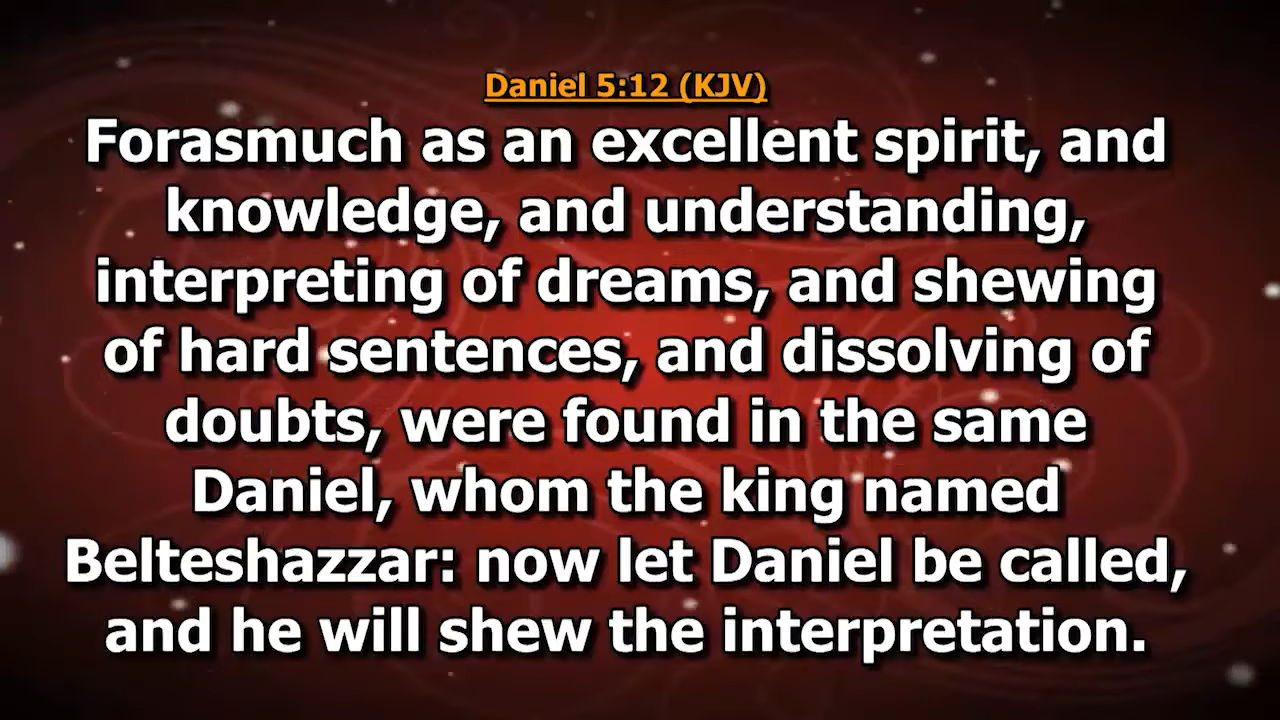 Daniel 5:12 (KJV)
Forasmuch as an excellent spirit, and
knowledge, and understanding,
interpreting of dreams, and shewing
of hard sentences, and dissolving of
doubts, were found in the same
Daniel, whom the king named
Belteshazzar: now let Daniel be called,
and he will shew the interpretation.